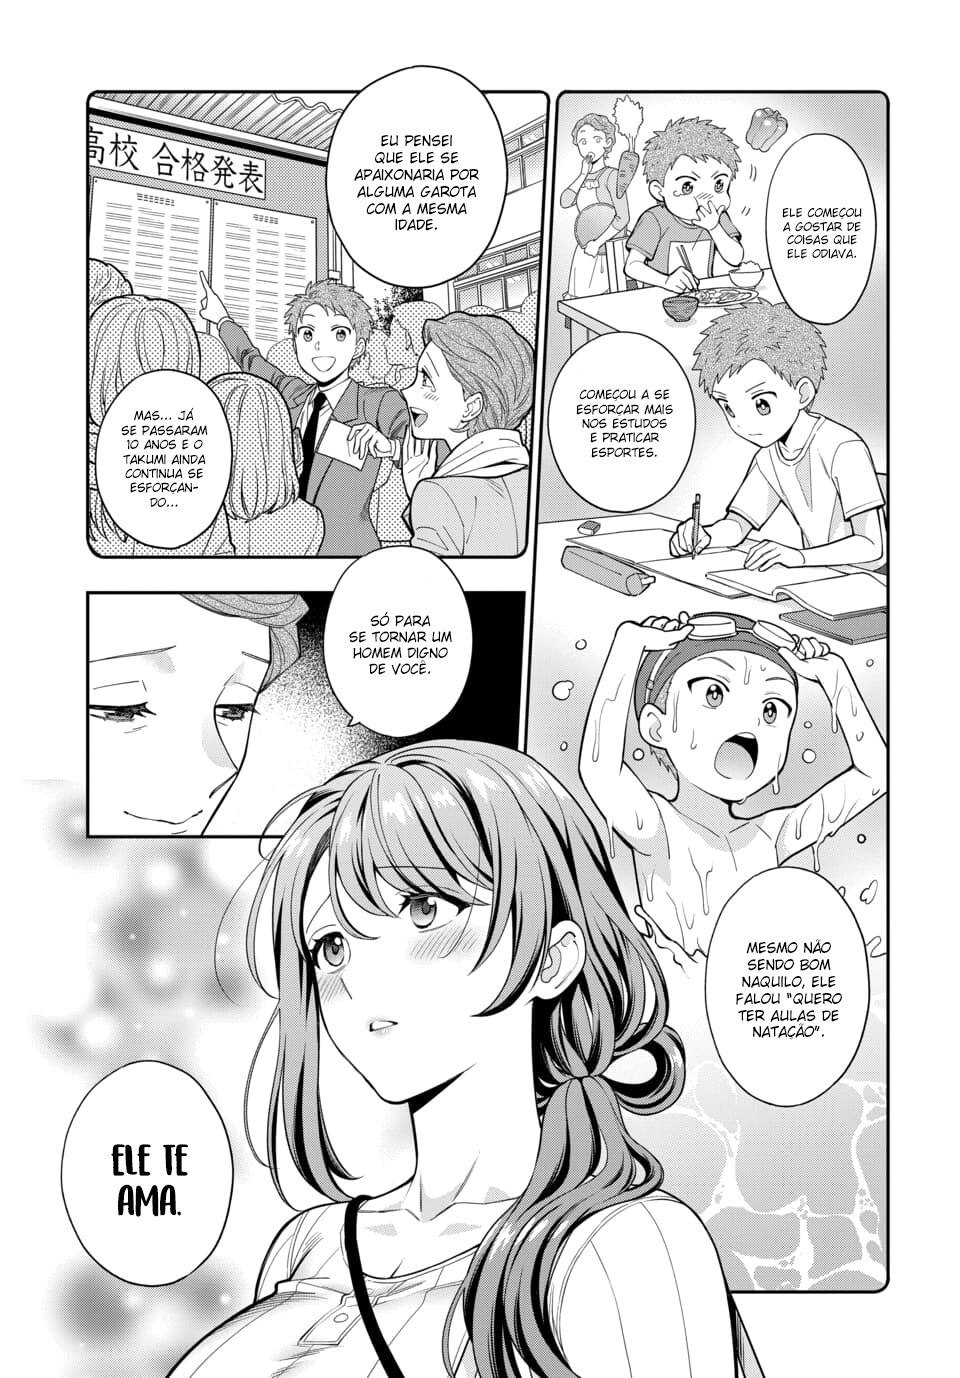 ELE COMEÇOU
A GOSTAR DE
COISAS QUE
ELE ODIAVA.
COMEÇOU A SE
ESFORÇAR MAIS
NOS ESTUDOS
E PRATICAR
ESPORTES.
MESMO NÃO
SENDO BOM
NAQUILO, ELE
FALOU "QUERO
TER AULAS DE
NATAÇÃO".
高校 合格発表
EU PENSEI
QUE ELE SE
APAIXONARIA POR
ALGUMA GAROTA
COM A MESMA
IDADE.
MAS... JÁ
SE PASSARAM
10 ANOS E O
TAKUMI AINDA
CONTINUA SE
ESFORÇAN-
DO...
SÓ PARA
SE TORNAR UM
HOMEM DIGNO
DE VOCÊ.
ELE TE
AMA.